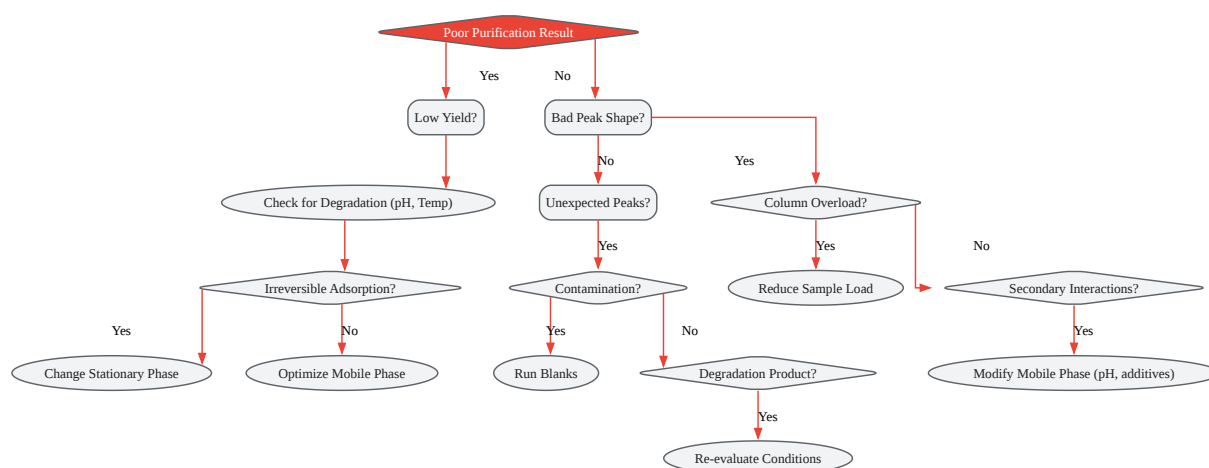 Poor Purification Result
Yes
No
Low Yield?
Bad Peak Shape?
No
Yes
Check for Degradation (pH, Temp)
Unexpected Peaks?
Column Overload?
Yes
Yes
No
Irreversible Adsorption?
Contamination?
Reduce Sample Load
Secondary Interactions?
Yes
No
Yes
No
Yes
Change Stationary Phase
Optimize Mobile Phase
Run Blanks
Degradation Product?
Modify Mobile Phase (pH, additives)
Yes
Re-evaluate Conditions